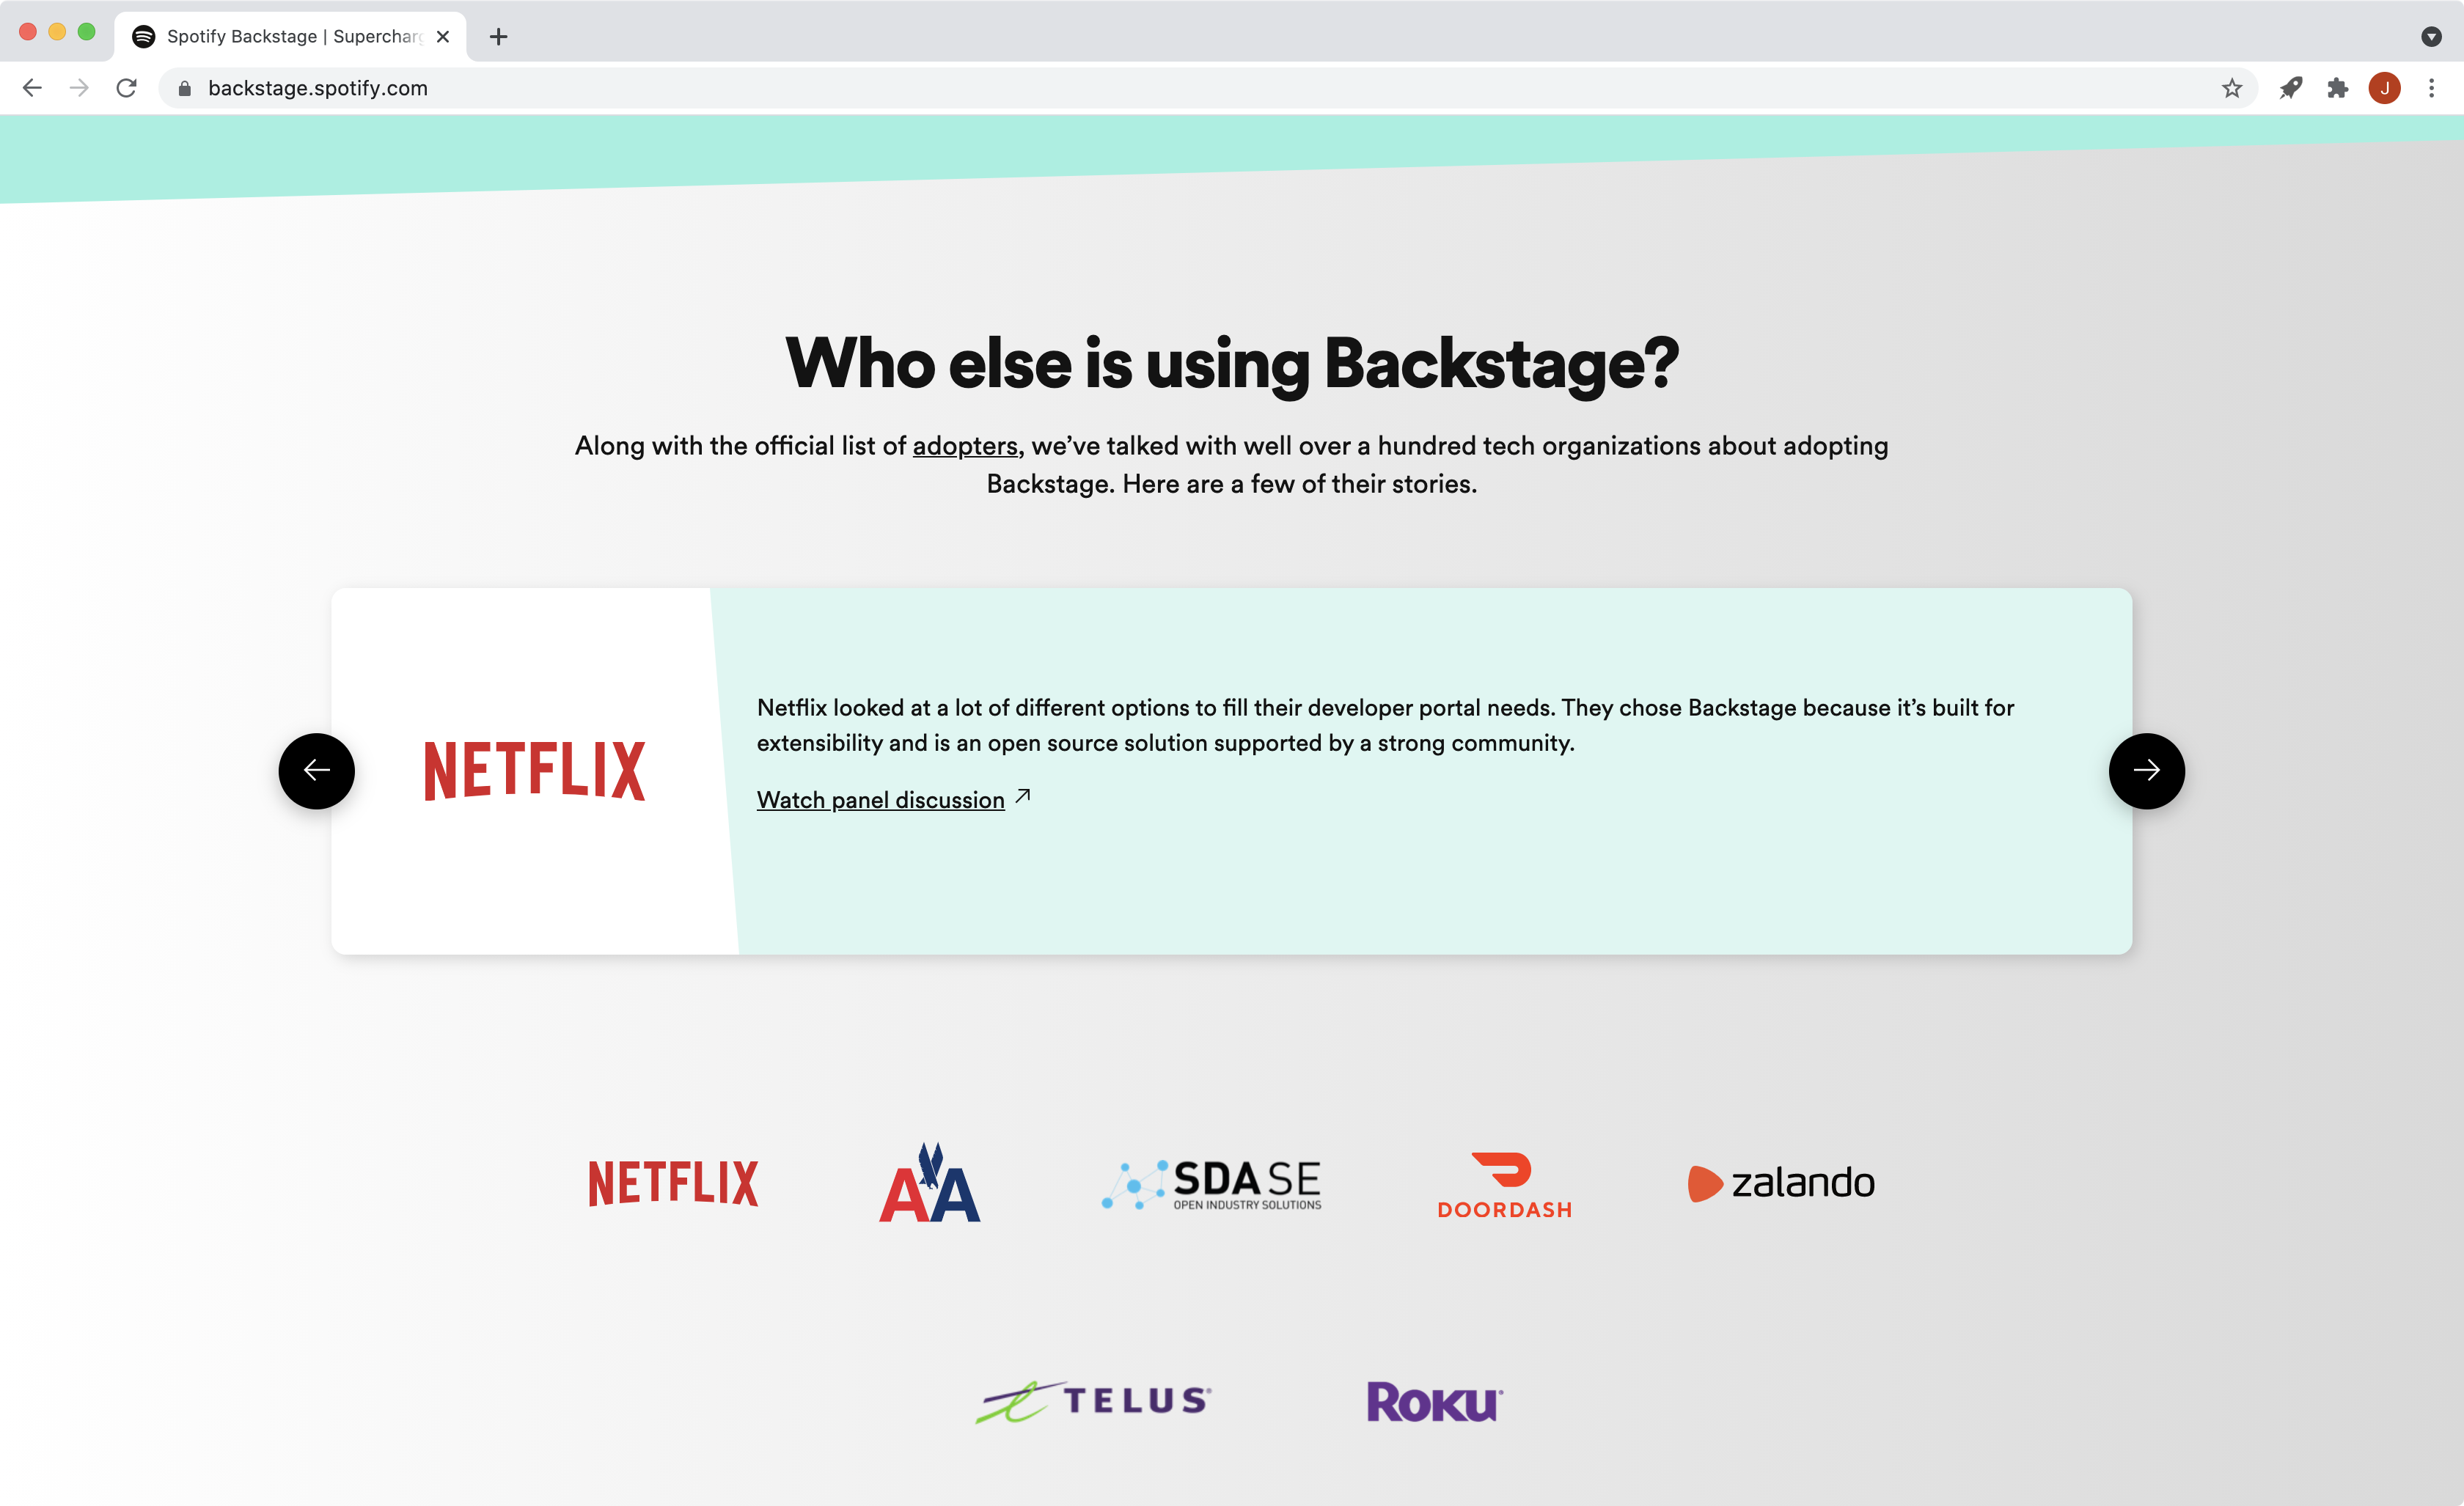 Spotify Backstage | Superchar
backstage.spotify.com
J
Who else is using Backstage?
Along with the official list of adopters, we’ve talked with well over a hundred tech organizations about adopting
Backstage. Here are a few of their stories.
NETFLIX
Netflix looked at a lot of different options to fill their developer portal needs. They chose Backstage because it’s built for
extensibility and is an open source solution supported by a strong community.
Watch panel discussion
NETFLIX
AA
SDA SE
OPEN INDUSTRY SOLUTIONS
DOORDASH
zalando
TELUS®
ROKU®